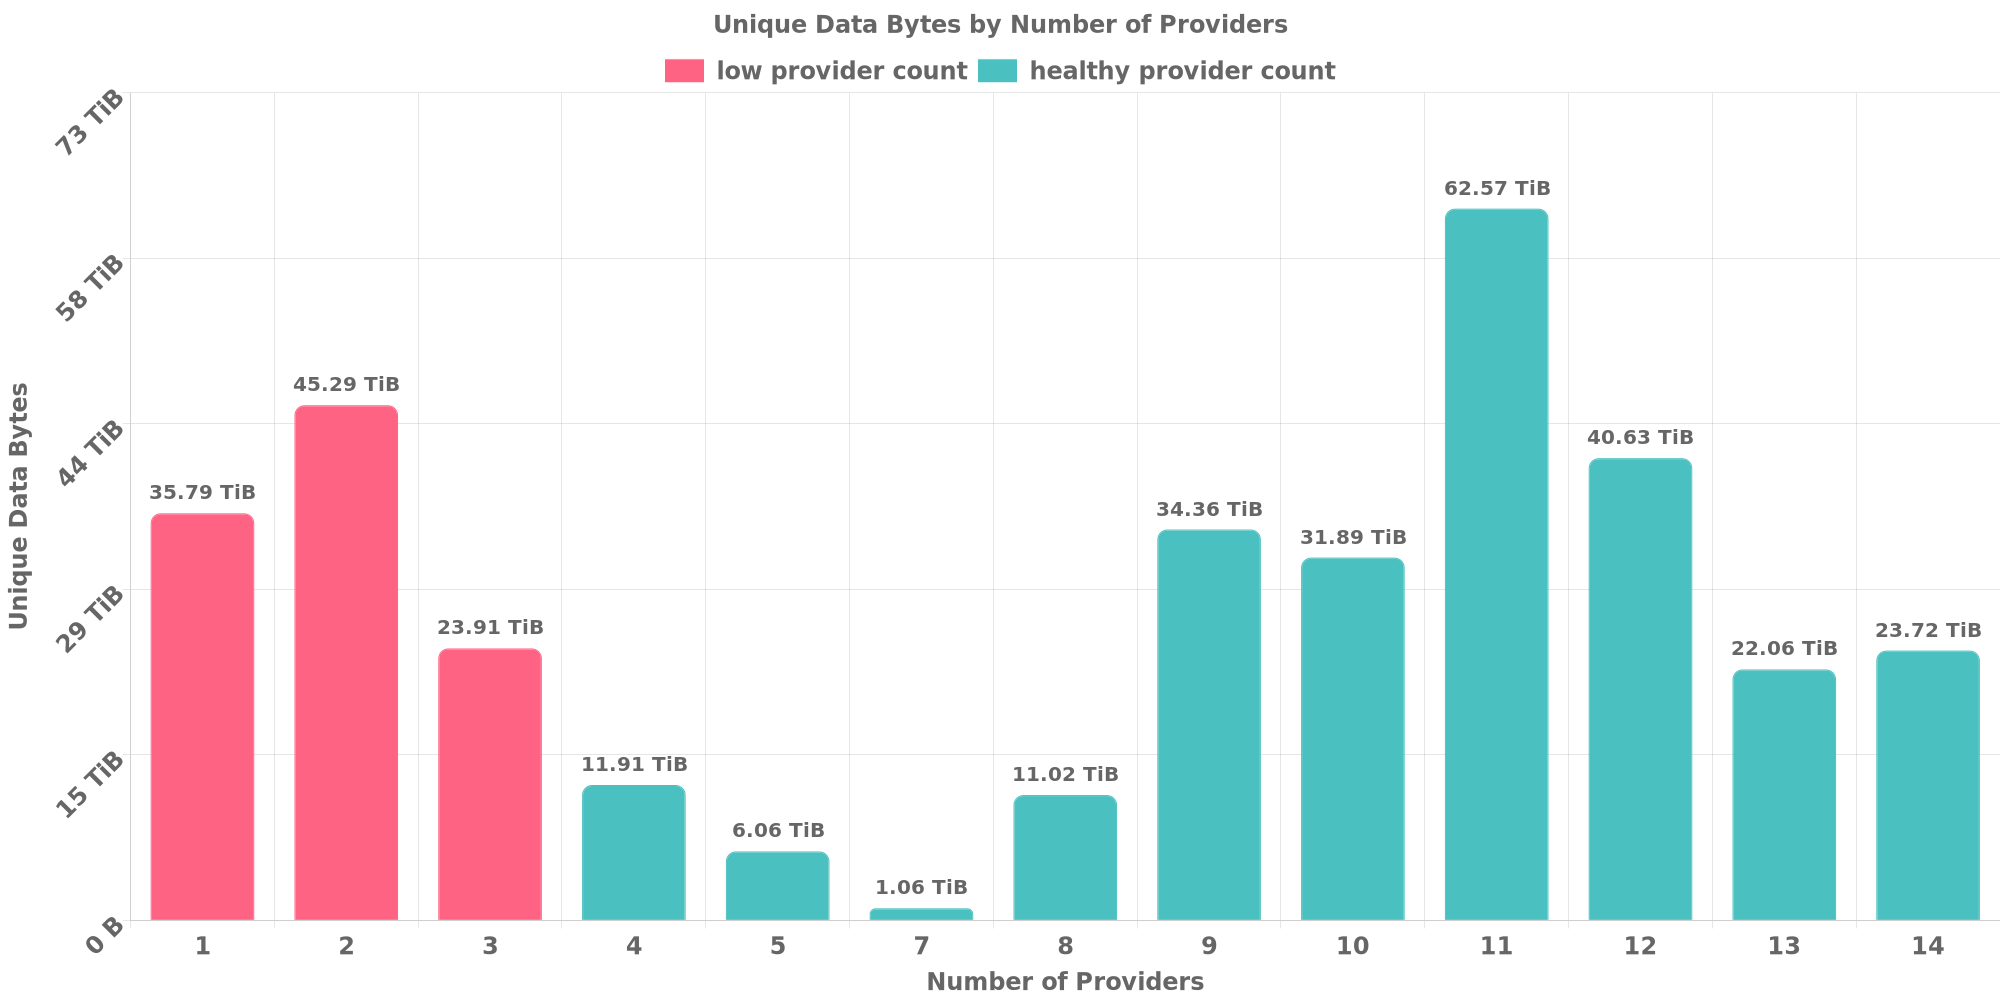 Unique Data Bytes by Number of Providers
low provider count healthy provider count
73 TiB
58 TiB
44 TiB
29 TiB
15 TiB
0 B
Unique Data Bytes
35.79 TiB
45.29 TiB
23.91 TiB
11.91 TiB
6.06 TiB
1.06 TiB
11.02 TiB
34.36 TiB
31.89 TiB
62.57 TiB
40.63 TiB
22.06 TiB
23.72 TiB
1 2 3 4 5 7 8 9 10 11 12 13 14
Number of Providers